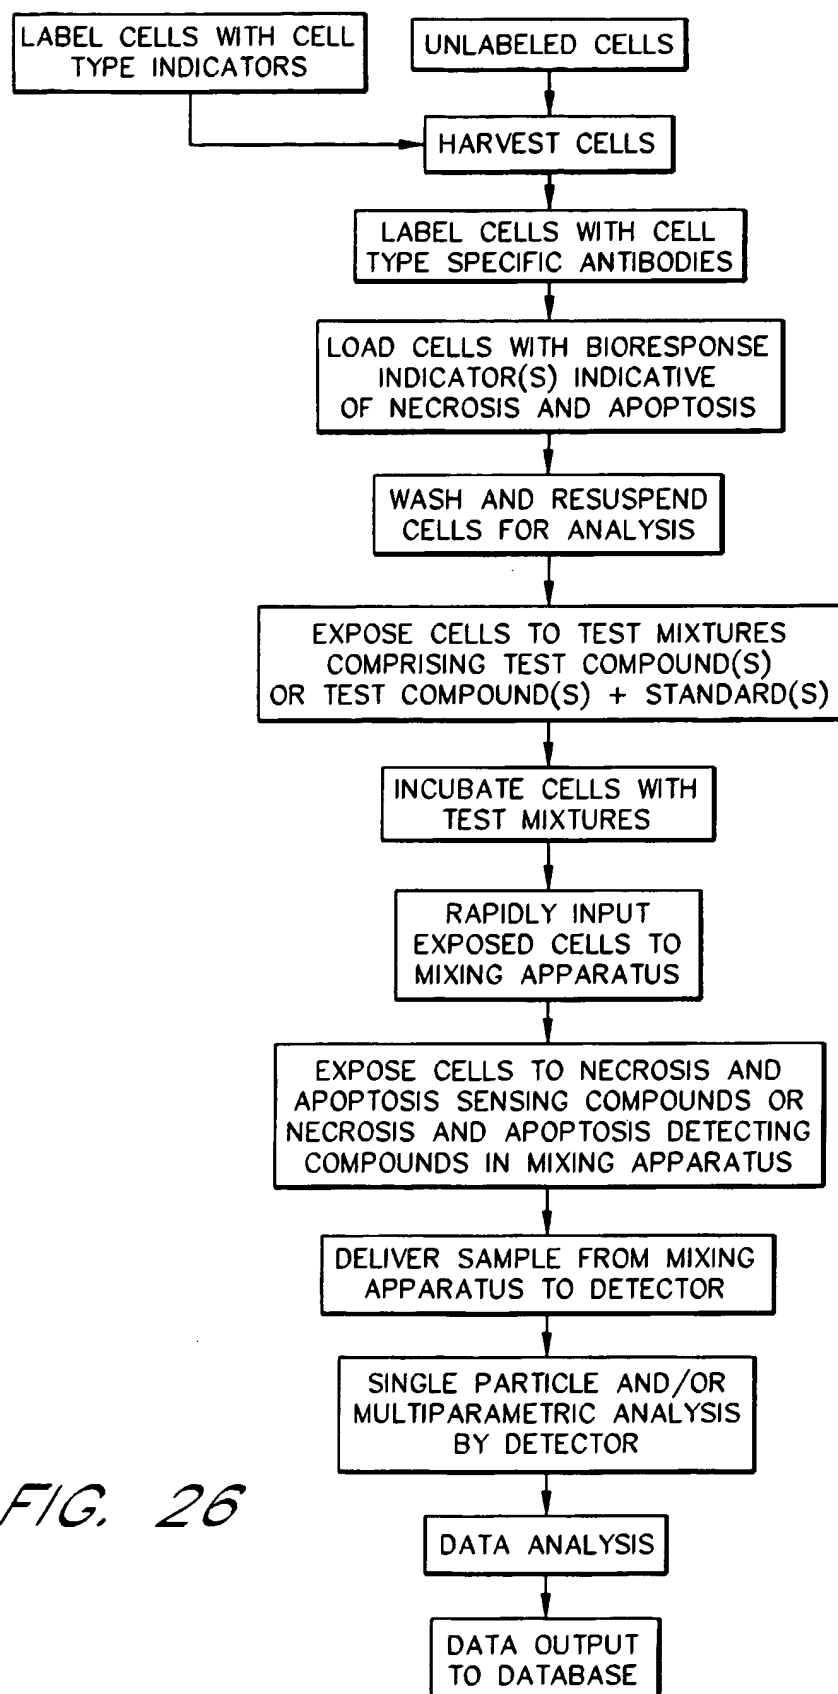 LABEL CELLS WITH CELL
TYPE INDICATORS
UNLABELED CELLS
HARVEST CELLS
LABEL CELLS WITH CELL
TYPE SPECIFIC ANTIBODIES
LOAD CELLS WITH BIORESPONSE
INDICATOR(S) INDICATIVE
OF NECROSIS AND APOPTOSIS
WASH AND RESUSPEND
CELLS FOR ANALYSIS
EXPOSE CELLS TO TEST MIXTURES
COMPRISING TEST COMPOUND(S)
OR TEST COMPOUND(S) + STANDARD(S)
INCUBATE CELLS WITH
TEST MIXTURES
RAPIDLY INPUT
EXPOSED CELLS TO
MIXING APPARATUS
EXPOSE CELLS TO NECROSIS AND
APOPTOSIS SENSING COMPOUNDS OR
NECROSIS AND APOPTOSIS DETECTING
COMPOUNDS IN MIXING APPARATUS
DELIVER SAMPLE FROM MIXING
APPARATUS TO DETECTOR
SINGLE PARTICLE AND/OR
MULTIPARAMETRIC ANALYSIS
BY DETECTOR
DATA ANALYSIS
DATA OUTPUT
TO DATABASE
FIG. 26